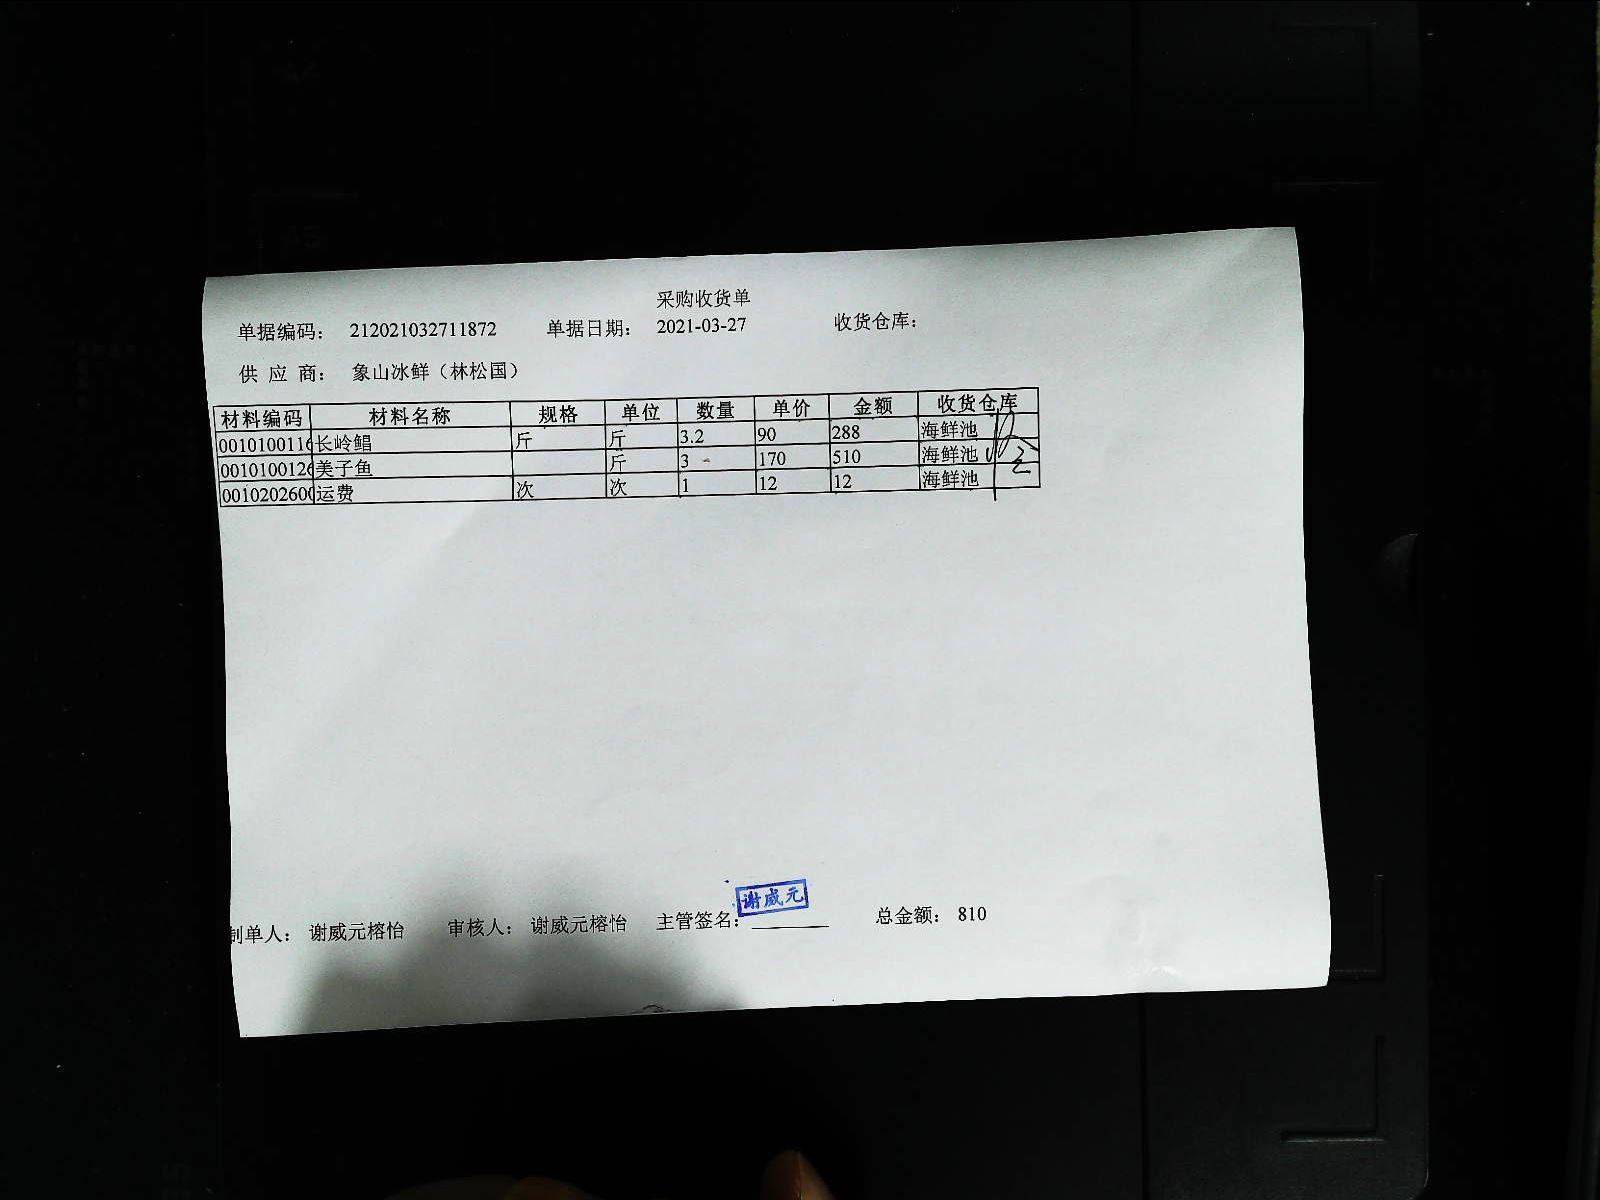 采购收货单
单据编码： 212021032711872 单据日期： 2021-03-27 收货仓库：
供 应 商： 象山冰鲜（林松国）
材料编码 材料名称 规格 单位 数量 单价 金额 收货仓库
0010100116 长岭鲳 斤 斤 3.2 90 288 海鲜池
0010100126 美子鱼 斤 3 170 510 海鲜池
0010202600 运费 次 次 1 12 12 海鲜池
谢威元
制单人： 谢威元榕怡 审核人： 谢威元榕怡 主管签名： 总金额： 810